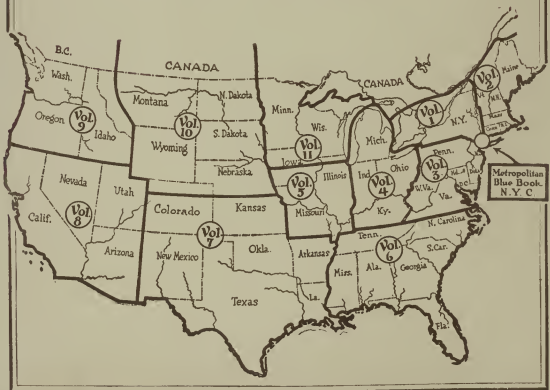 B.C.
CANADA
CANADA
Wash.
Oregon
Vol. 9
Idaho
Montana
Vol. 10
N. Dakota
S. Dakota
Wyoming
Nebraska
Minn.
Wis.
Vol. 11
Iowa
Mich.
Vol. 2
Maine
N.H.
Mass.
N.Y.
Vol.
Penn.
Vol. 3
Md.
W.Va.
Va.
Metropolitan
Blue Book.
N.Y.C.
Nevada
Utah
Calif.
Vol. 8
Arizona
Colorado
Kansas
Vol. 7
New Mexico
Okla.
Texas
Arkansas
La.
Vol. 5
Illinois
Missouri
Ind.
Ohio
Vol. 4
Ky.
Tenn.
N. Carolina
Vol. 6
S. Car.
Miss.
Ala.
Georgia
Fla.